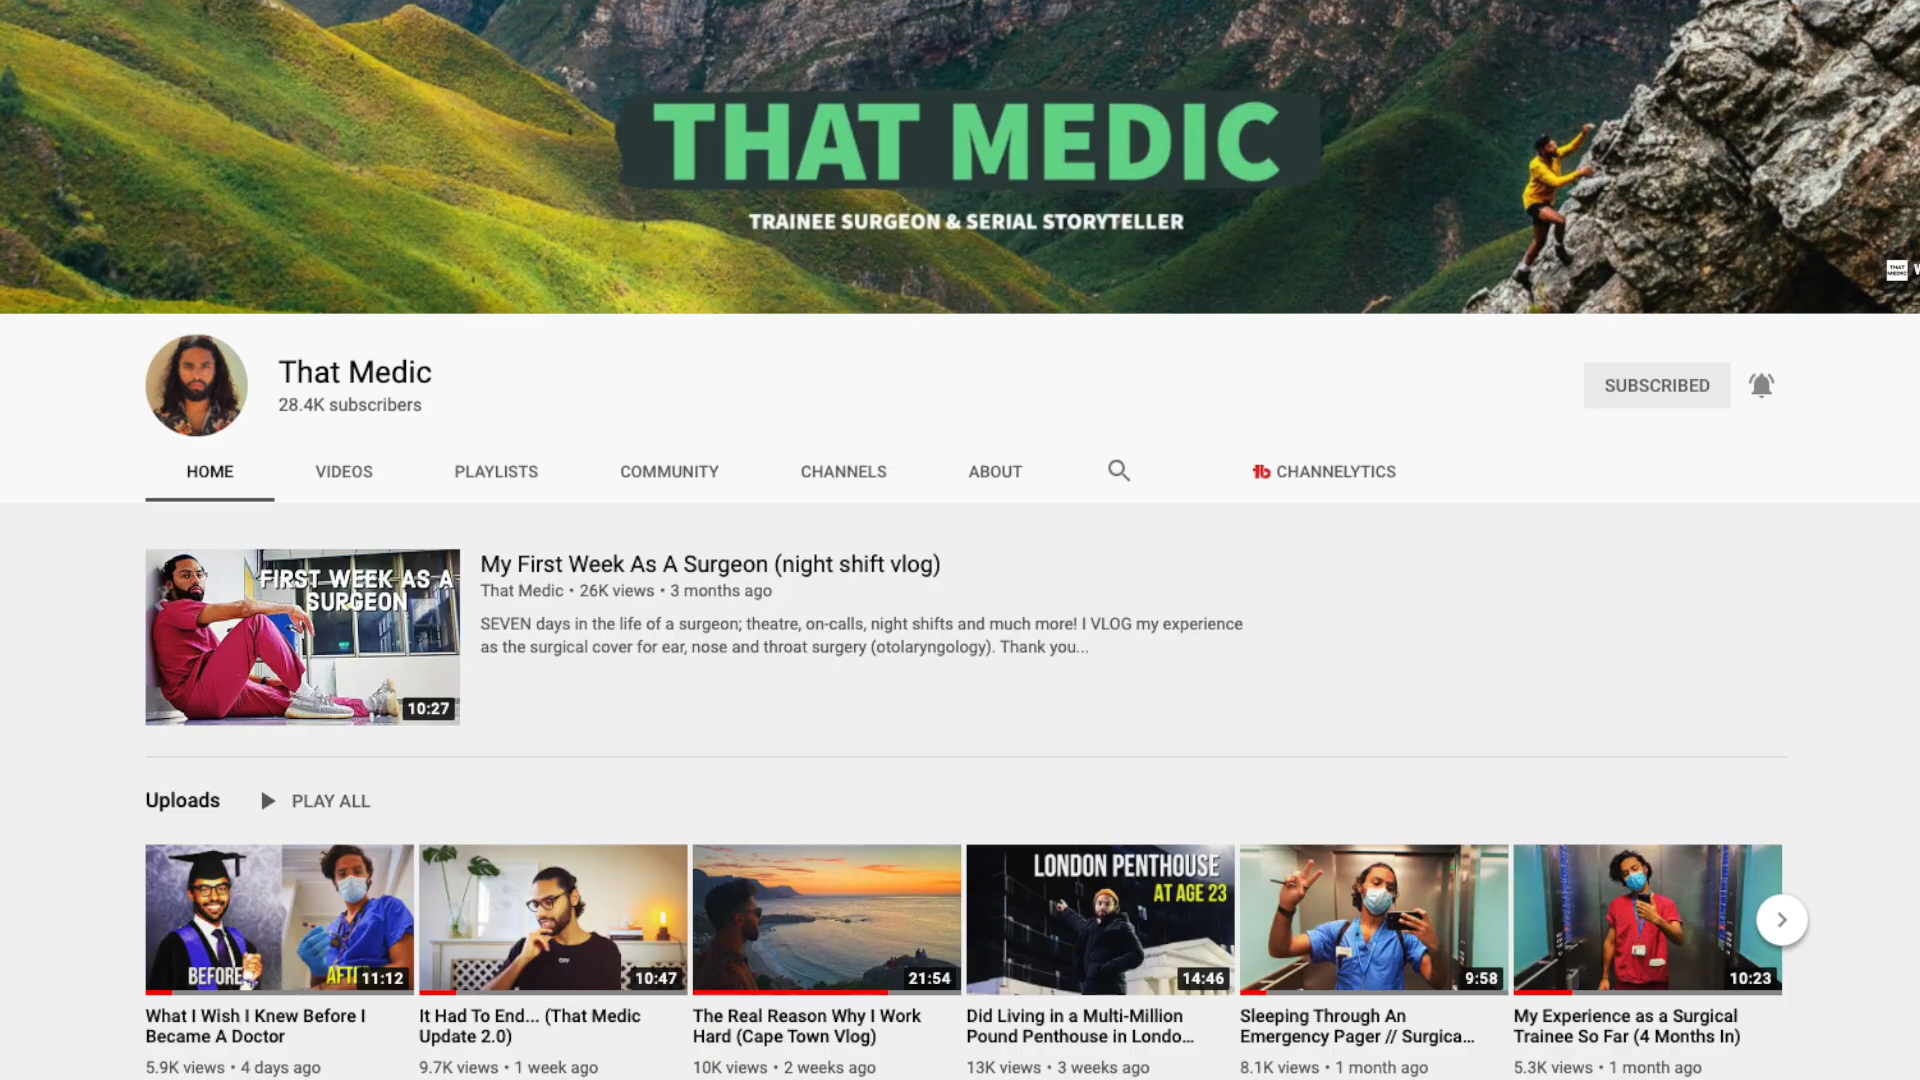 THAT MEDIC
TRAINEE SURGEON & SERIAL STORYTELLER
THAT
MEDIC
That Medic
28.4K subscribers
SUBSCRIBED
HOME
VIDEOS
PLAYLISTS
COMMUNITY
CHANNELS
ABOUT
CHANNELYTICS
FIRST WEEK AS A
SURGEON
10:27
My First Week As A Surgeon (night shift vlog)
That Medic • 26K views • 3 months ago
SEVEN days in the life of a surgeon; theatre, on-calls, night shifts and much more! I VLOG my experience
as the surgical cover for ear, nose and throat surgery (otolaryngology). Thank you...
Uploads
PLAY ALL
BEFORE
11:12
What I Wish I Knew Before I
Became A Doctor
5.9K views • 4 days ago
10:47
It Had To End... (That Medic
Update 2.0)
9.7K views • 1 week ago
21:54
The Real Reason Why I Work
Hard (Cape Town Vlog)
10K views • 2 weeks ago
LONDON PENTHOUSE
AT AGE 23
14:46
Did Living in a Multi-Million
Pound Penthouse in Londo...
13K views • 3 weeks ago
9:58
Sleeping Through An
Emergency Pager // Surgica...
8.1K views • 1 month ago
10:23
My Experience as a Surgical
Trainee So Far (4 Months In)
5.3K views • 1 month ago